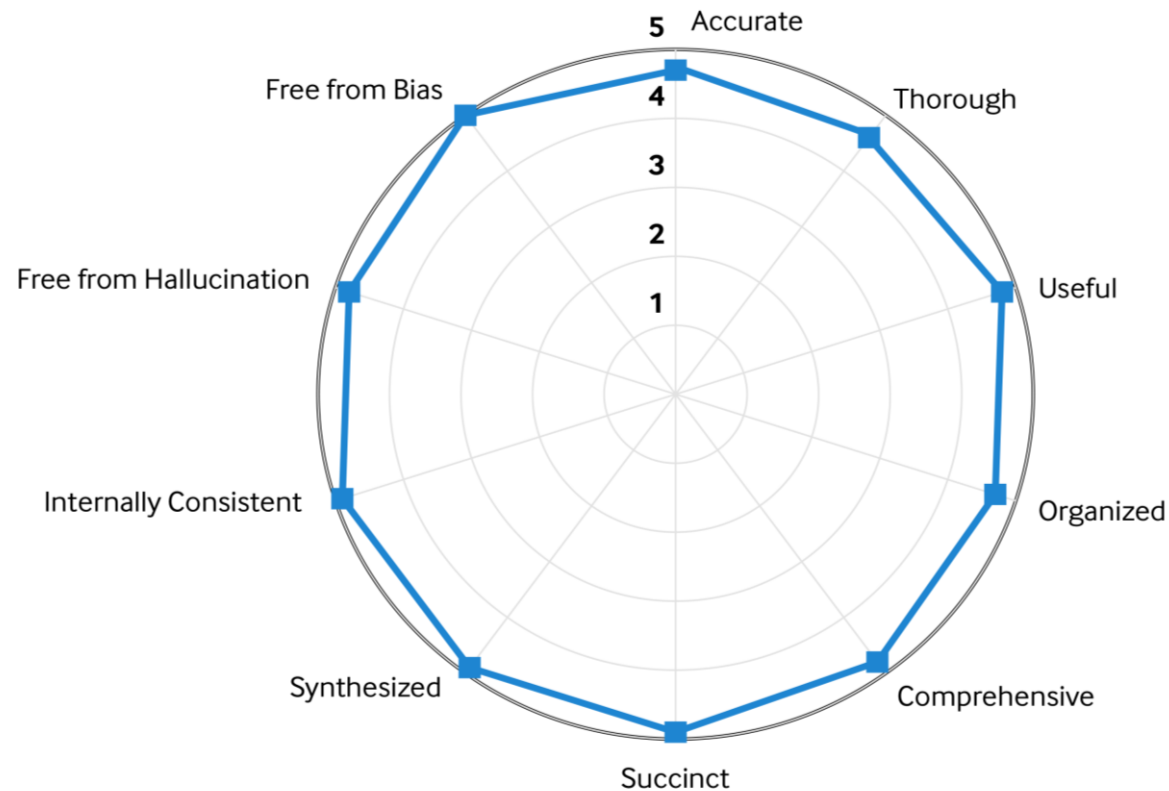 5 Accurate
Free from Bias
4
Thorough
3
2
Free from Hallucination
Useful
1
Internally Consistent
Organized
Synthesized
Comprehensive
Succinct